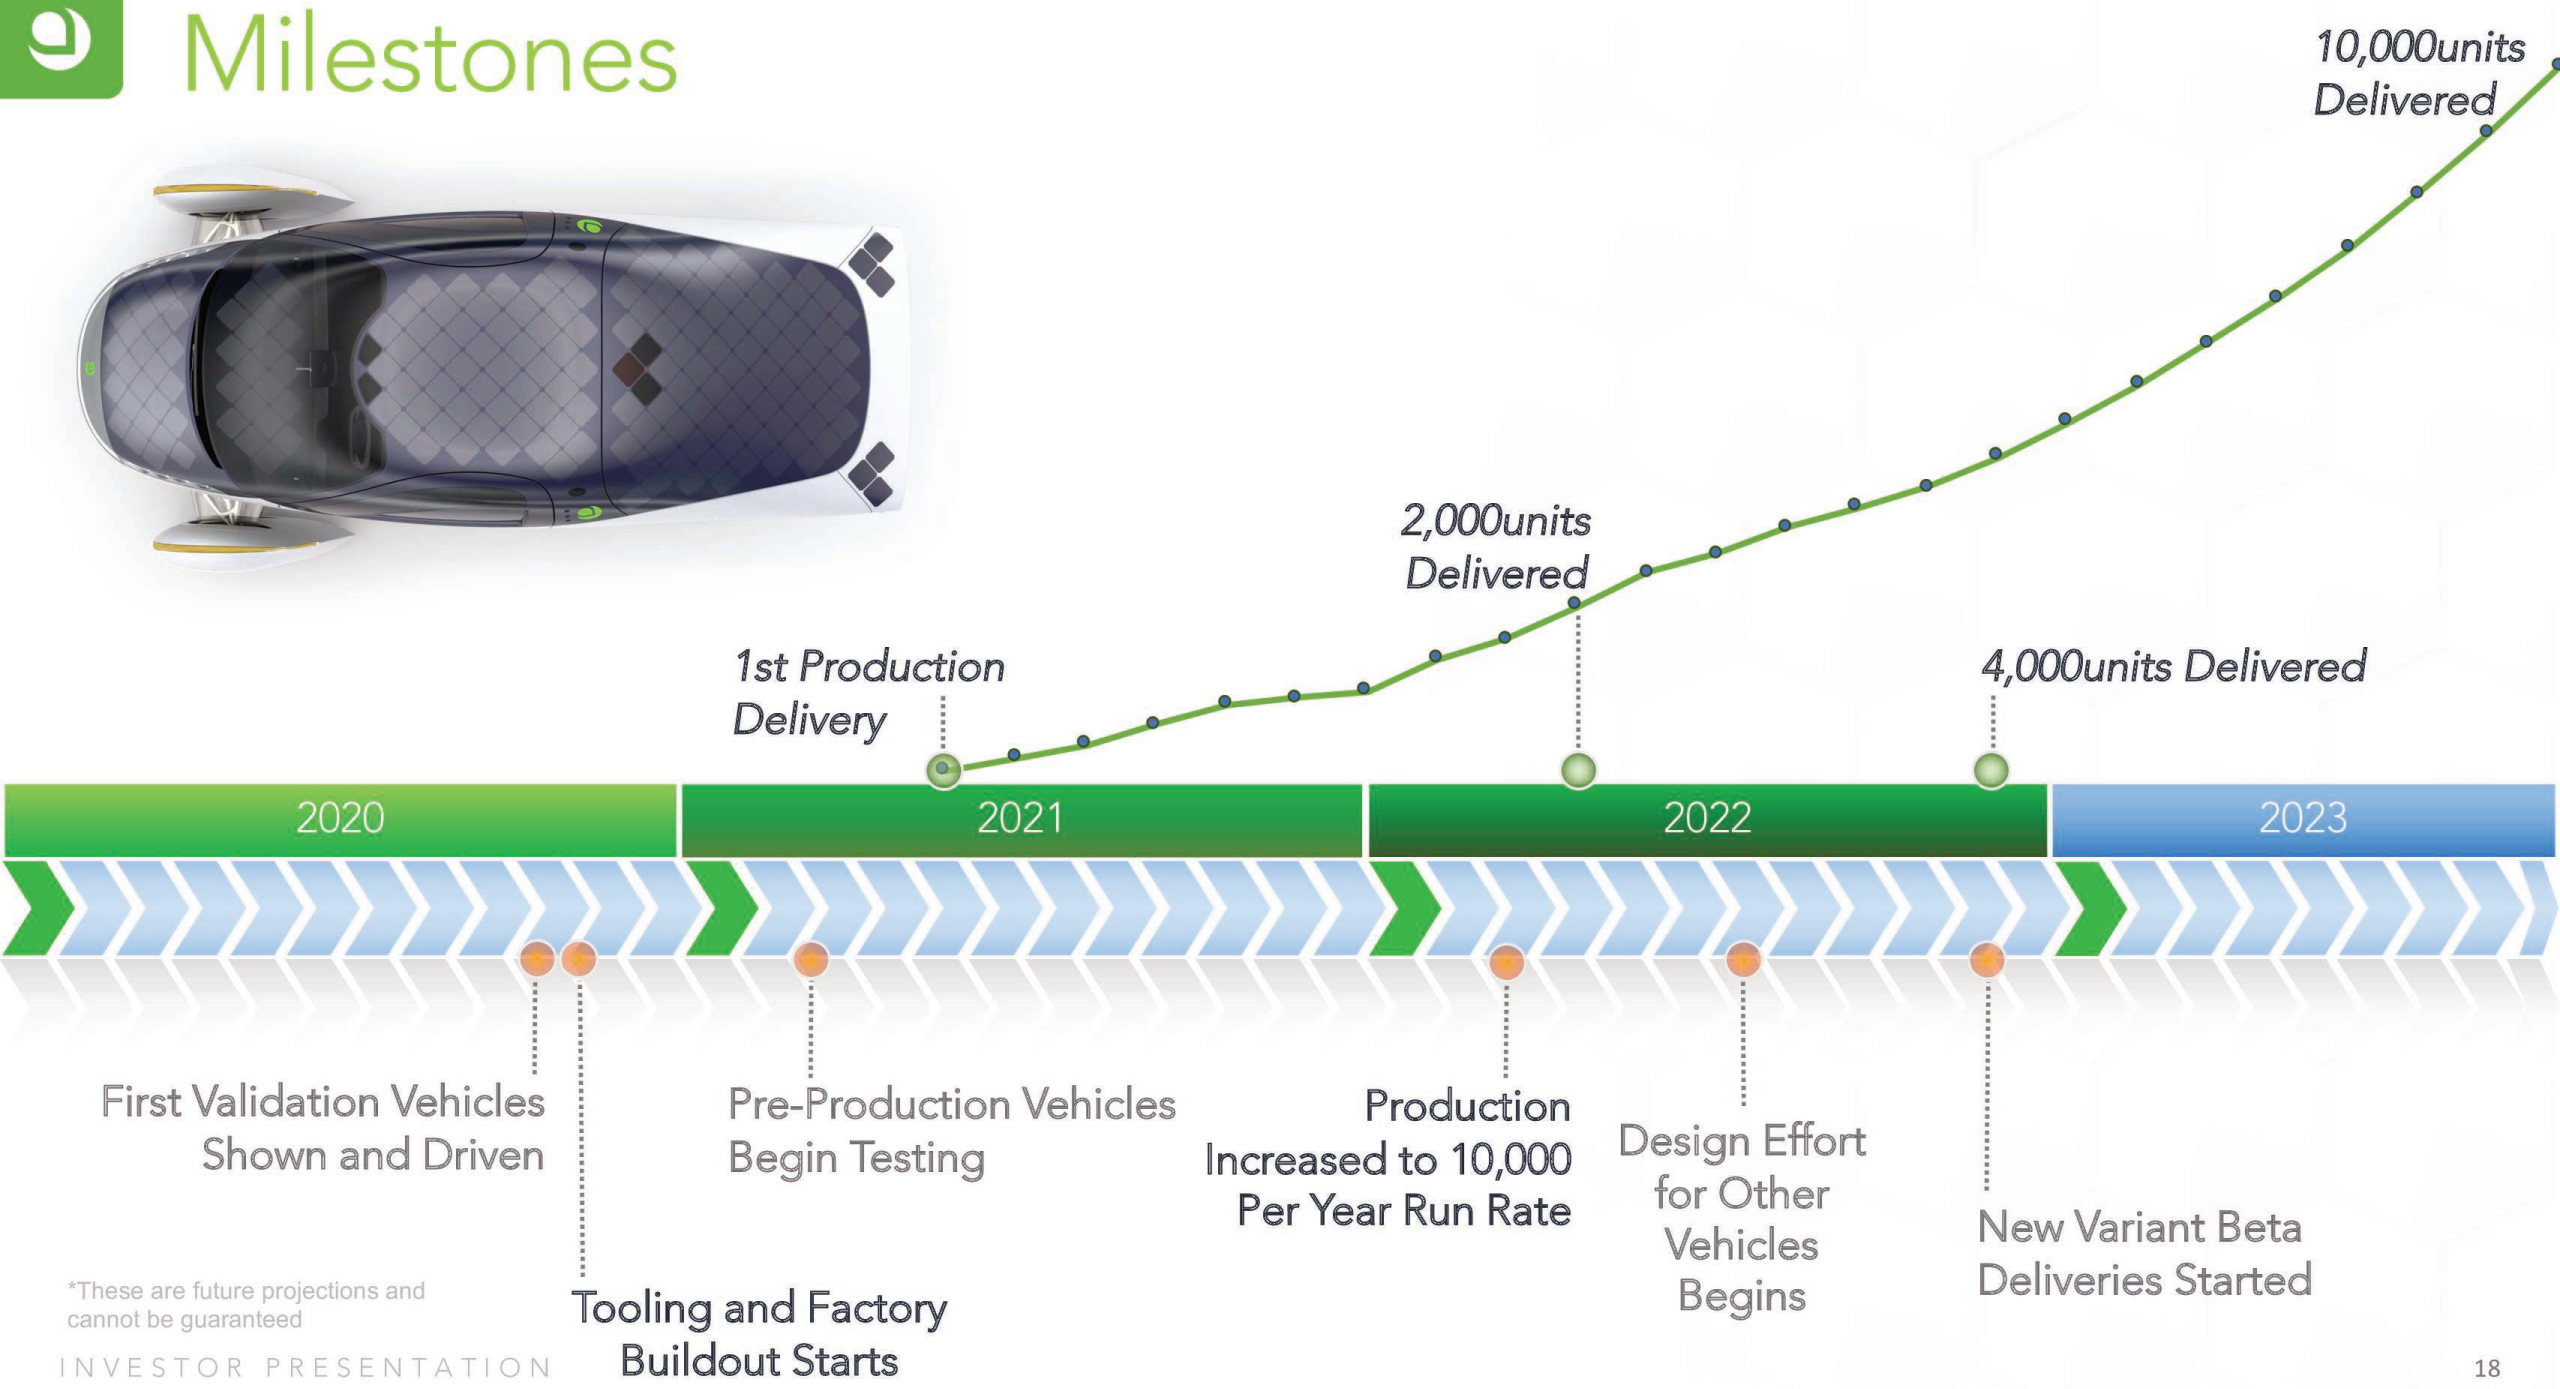 Milestones
10,000units
Delivered
2,000units
Delivered
1st Production
Delivery
4,000units Delivered
2020
2021
2022
2023
First Validation Vehicles
Shown and Driven
Tooling and Factory
Buildout Starts
Pre-Production Vehicles
Begin Testing
Production
Increased to 10,000
Per Year Run Rate
Design Effort
for Other
Vehicles
Begins
New Variant Beta
Deliveries Started
*These are future projections and
cannot be guaranteed
INVESTOR PRESENTATION
18